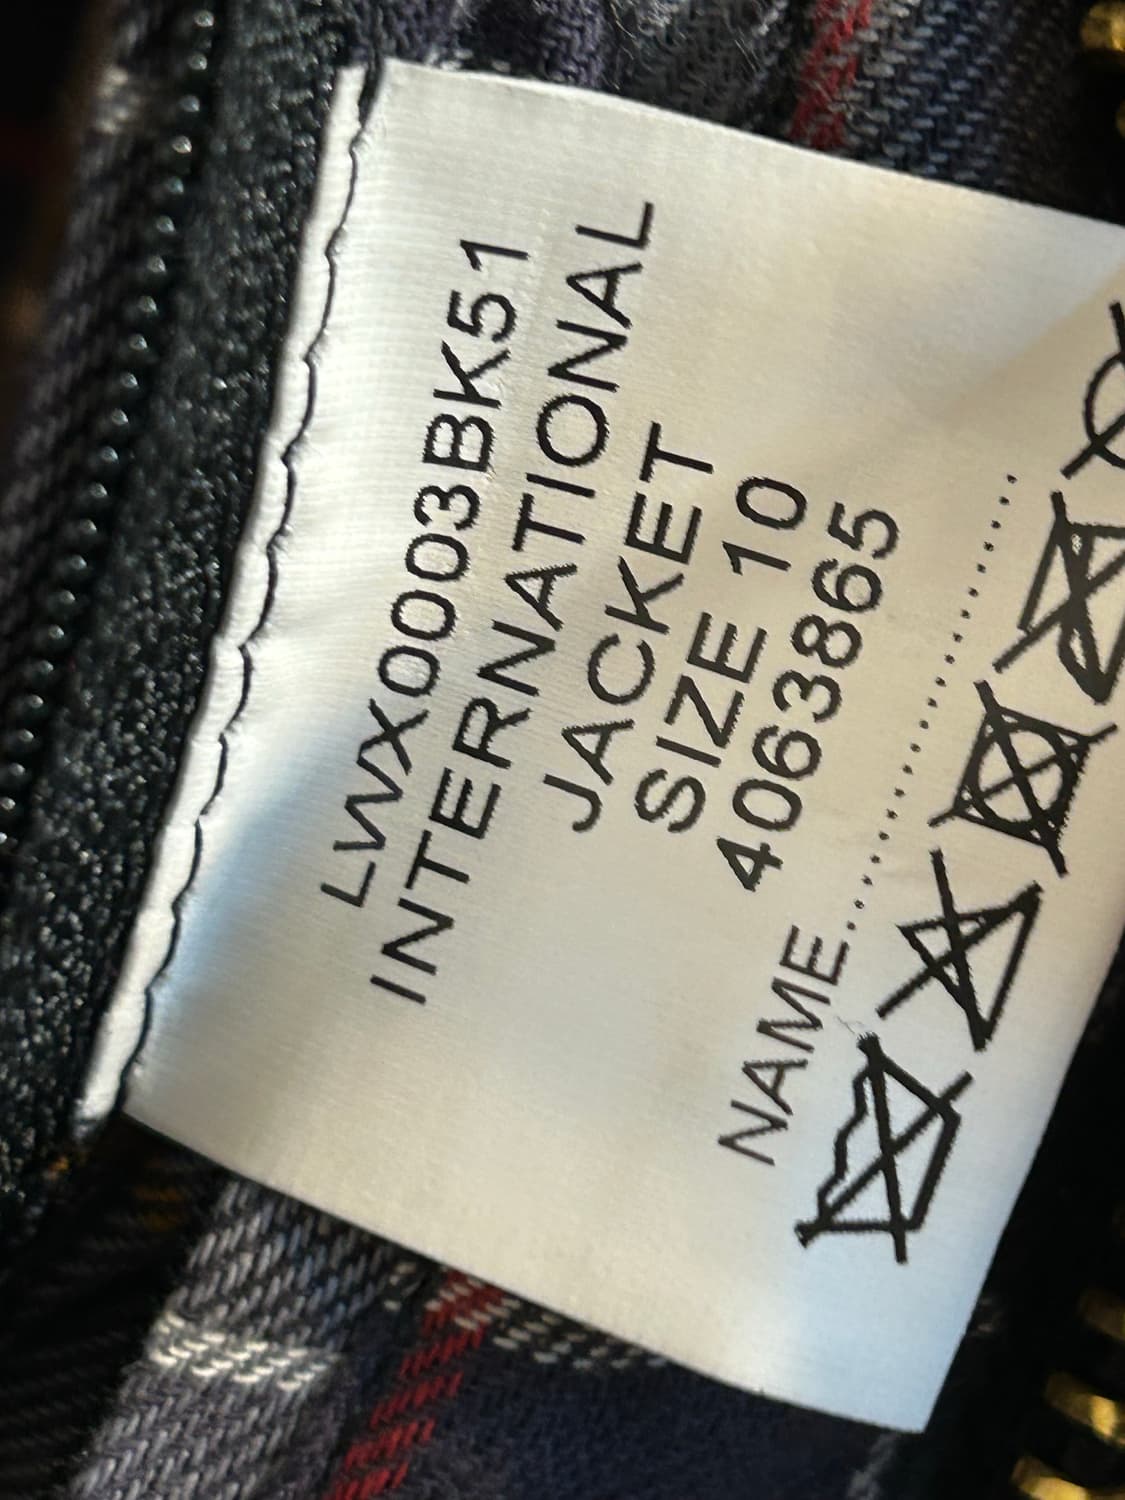 LWX0003BK51
INTERNATIONAL
JACKET
SIZE 10
4063865
NAME....................................